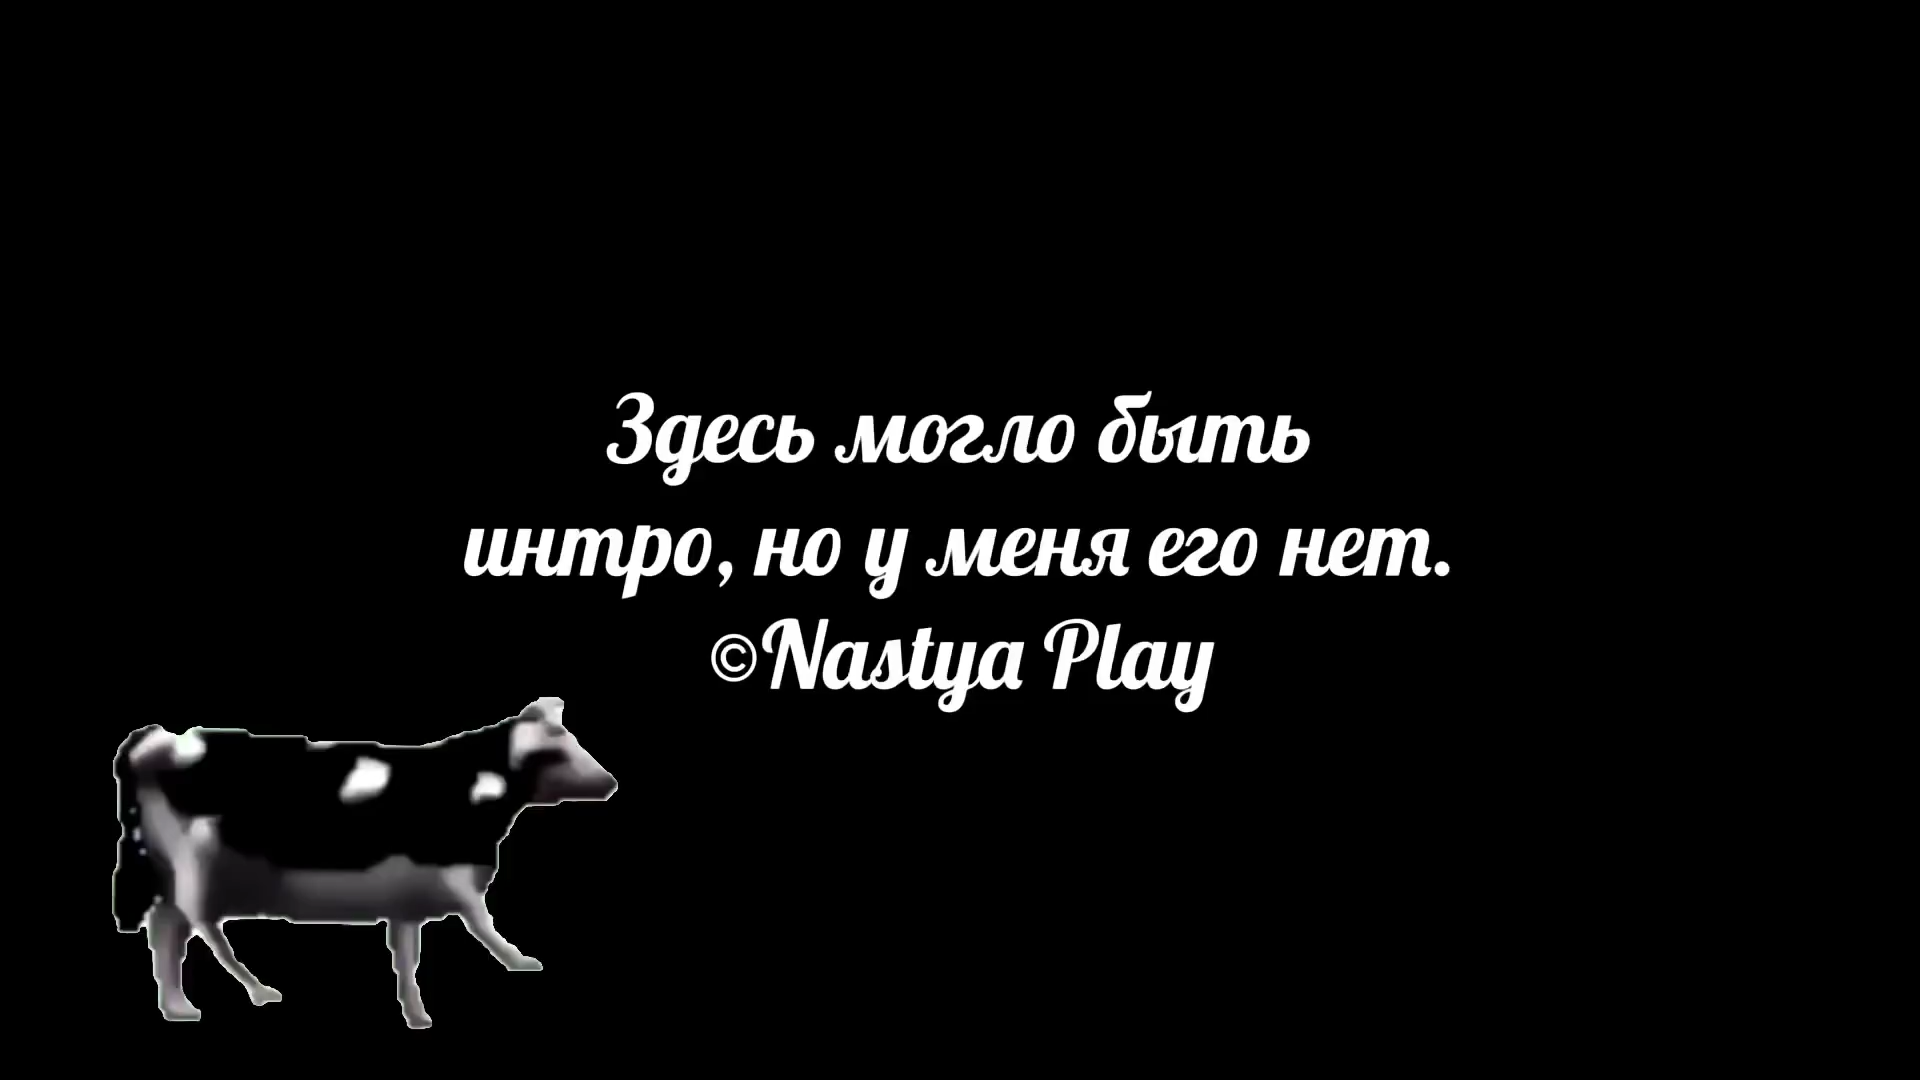 Здесь могло быть
интро, но у меня его нет.
©Nastya Play